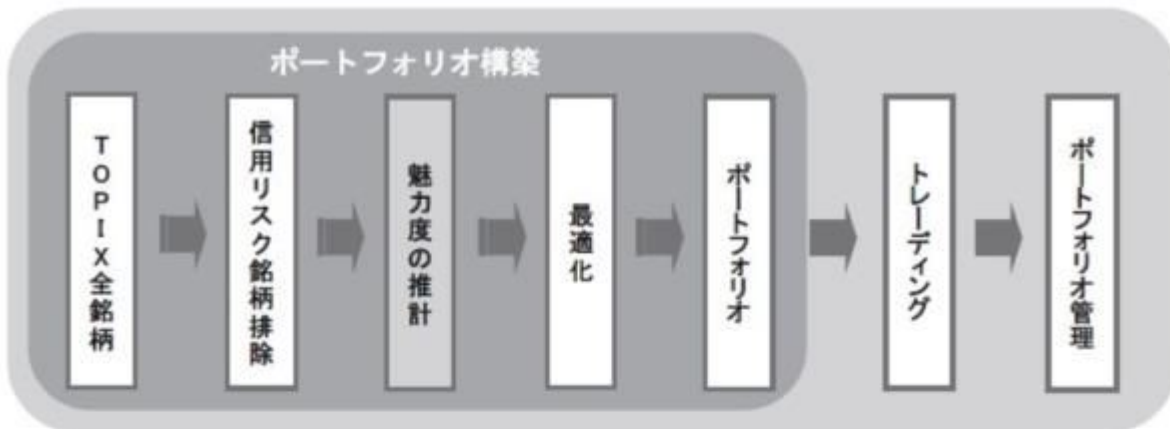 ポートフォリオ構築
TOPIX全銘柄
信用リスク銘柄排除
魅力度の推計
最適化
ポートフォリオ
トレーディング
ポートフォリオ管理